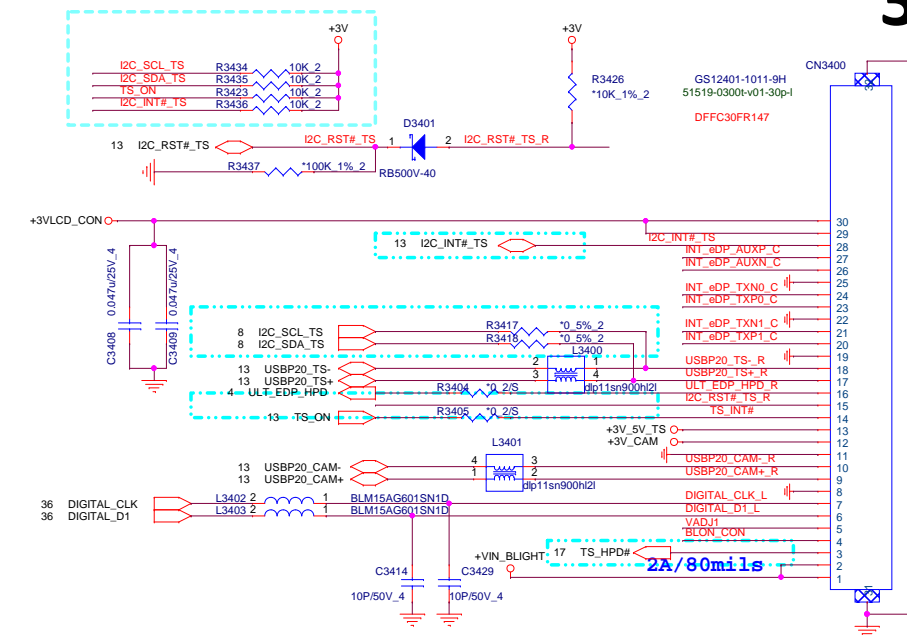 3
+3V
+3V
CN3400
I2C_SCL_TS R3434 10K_2
I2C_SDA_TS R3435 10K_2
TS_ON R3423 10K_2
I2C_INT#_TS R3436 10K_2
R3426
*10K_1%_2
GS12401-1011-9H
51519-0300t-v01-30p-l
DFFC30FR147
D3401
13 I2C_RST#_TS I2C_RST#_TS 1 2 I2C_RST#_TS_R
R3437 *100K_1%_2 RB500V-40
+3VLCD_CON
30
29
13 I2C_INT#_TS I2C_INT#_TS 28
INT_eDP_AUXP_C 27
INT_eDP_AUXN_C 26
25
INT_eDP_TXN0_C 24
INT_eDP_TXP0_C 23
22
INT_eDP_TXN1_C 21
INT_eDP_TXP1_C 20
19
C3408 0.047u/25V_4
C3409 0.047u/25V_4
8 I2C_SCL_TS R3417 *0_5%_2
8 I2C_SDA_TS R3418 *0_5%_2
L3400
13 USBP20_TS- 2 1 USBP20_TS-_R 18
13 USBP20_TS+ 3 4 USBP20_TS+_R 17
dlp11sn900hl2l
4 ULT_EDP_HPD R3404 *0_2/S ULT_EDP_HPD_R 16
I2C_RST#_TS_R 15
13 TS_ON R3405 *0_2/S TS_INT# 14
+3V_5V_TS 13
+3V_CAM 12
11
L3401
13 USBP20_CAM- 4 3 USBP20_CAM-_R 10
13 USBP20_CAM+ 1 2 USBP20_CAM+_R 9
dlp11sn900hl2l
8
36 DIGITAL_CLK L3402 2 1 BLM15AG601SN1D DIGITAL_CLK_L 7
36 DIGITAL_D1 L3403 2 1 BLM15AG601SN1D DIGITAL_D1_L 6
VADJ1 5
BLON_CON 4
17 TS_HPD# 3
+VIN_BLIGHT 2A/80mils 2
1
C3414 C3429
10P/50V_4 10P/50V_4